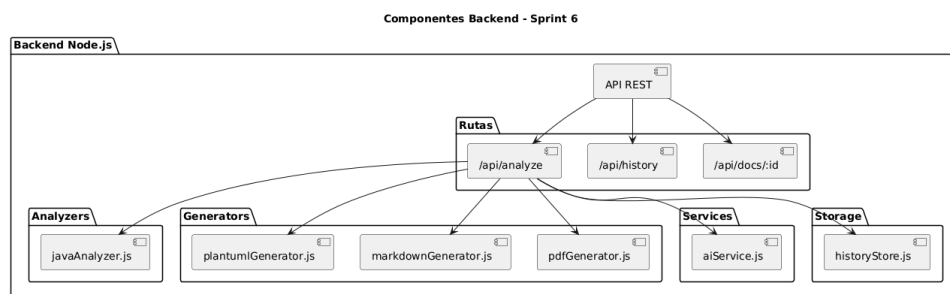 Componentes Backend - Sprint 6
Backend Node.js
API REST
Rutas
/api/analyze
/api/history
/api/docs/:id
Analyzers
javaAnalyzer.js
Generators
plantumlGenerator.js
markdownGenerator.js
pdfGenerator.js
Services
aiService.js
Storage
historyStore.js